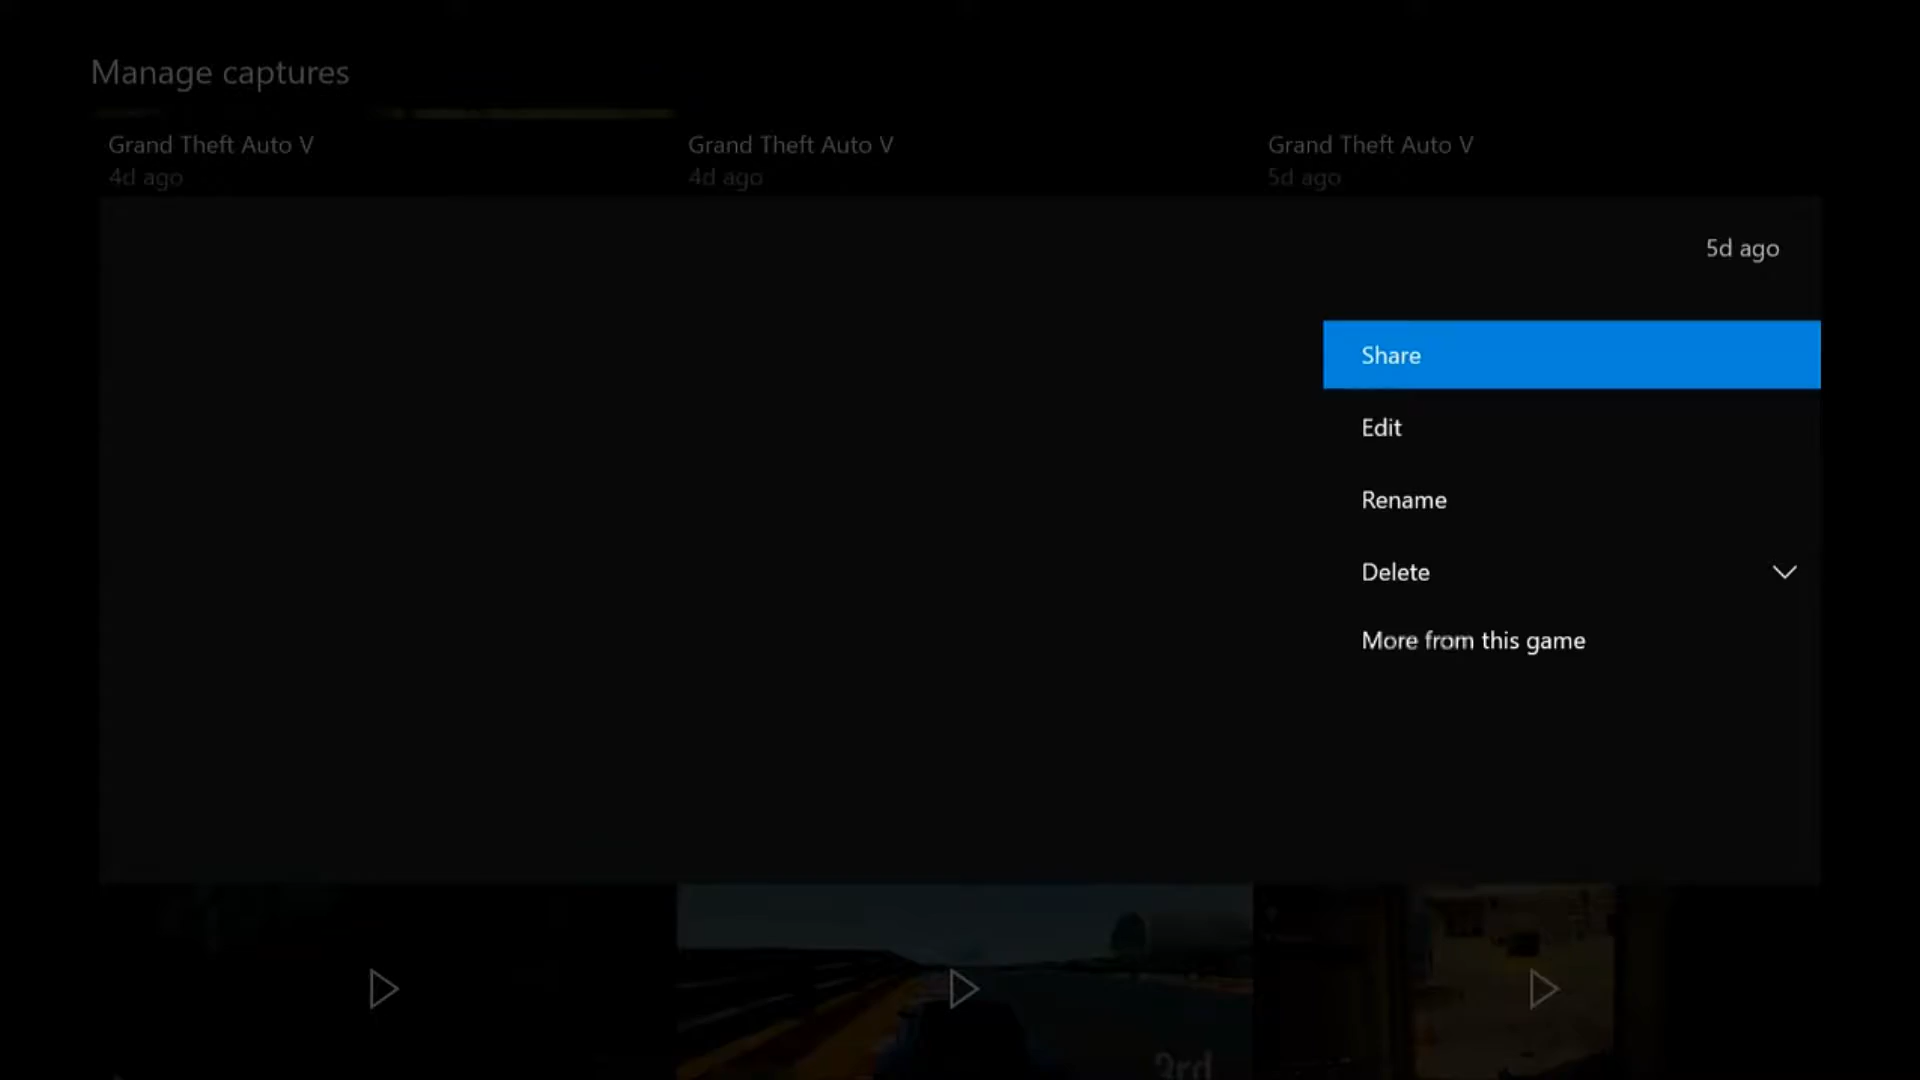 Manage captures
Grand Theft Auto V
4d ago
Grand Theft Auto V
4d ago
Grand Theft Auto V
5d ago
5d ago
Share
Edit
Rename
Delete
More from this game
3rd